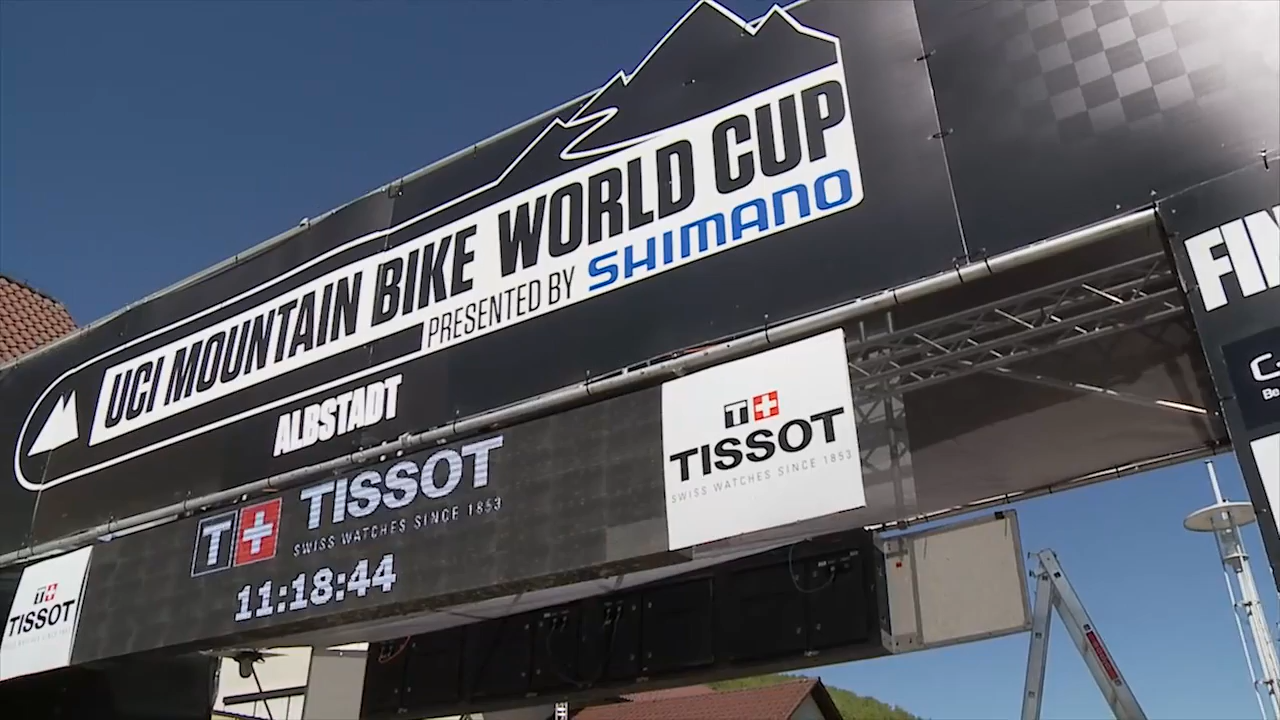 UCI MOUNTAIN BIKE WORLD CUP
PRESENTED BY SHIMANO
ALBSTADT
T+ TISSOT
SWISS WATCHES SINCE 1853
11:18:44
T+
TISSOT
SWISS WATCHES SINCE 1853
T+
TISSOT